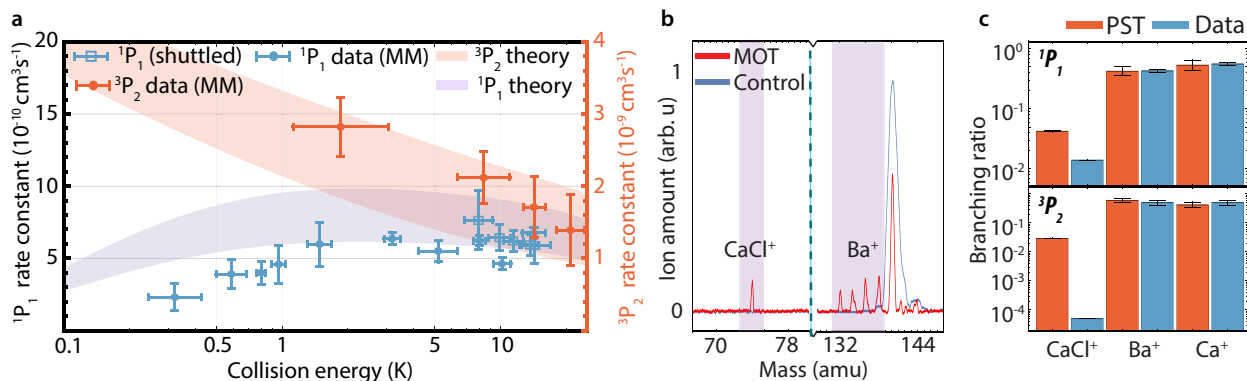 a
¹P₁ (shuttled)
¹P₁ data (MM)
³P₂ theory
³P₂ data (MM)
¹P₁ theory
20
15
10
5
0
¹P₁ rate constant (10⁻¹⁰ cm³s⁻¹)
4
3
2
1
0
³P₂ rate constant (10⁻⁹ cm³s⁻¹)
0.1
0.5
1
5
10
Collision energy (K)
b
MOT
Control
CaCl⁺
Ba⁺
1
0
Ion amount (arb. u)
70
78
132
144
Mass (amu)
c
PST
Data
¹P₁
10⁰
10⁻¹
10⁻²
³P₂
10⁻¹
10⁻²
10⁻³
10⁻⁴
Branching ratio
CaCl⁺
Ba⁺
Ca⁺